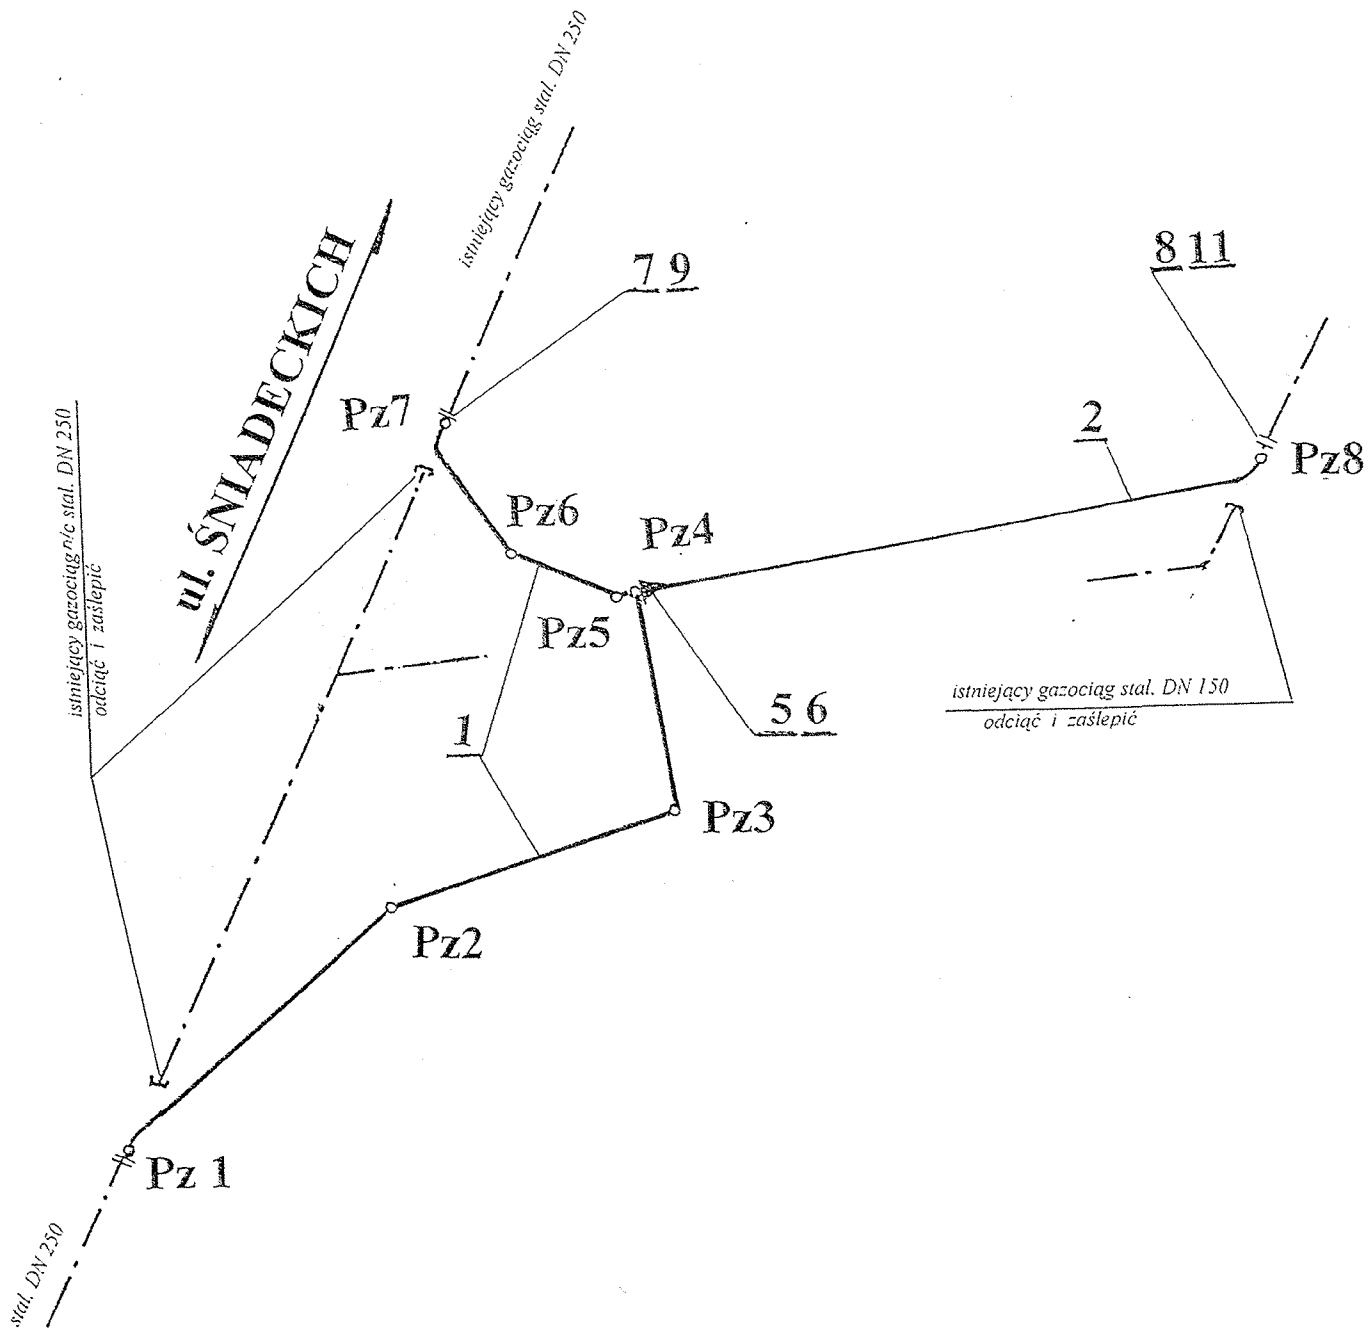 istniejący gazociąg stal. DN 250
ul. ŚNIADECKICH
7 9
8 11
Pz7
2
Pz8
istniejący gazociąg n/c stal. DN 250
odciąć i zaślepić
Pz6
Pz4
Pz5
istniejący gazociąg stal. DN 150
odciąć i zaślepić
1
5 6
Pz3
Pz2
Pz 1
stal. DN 250